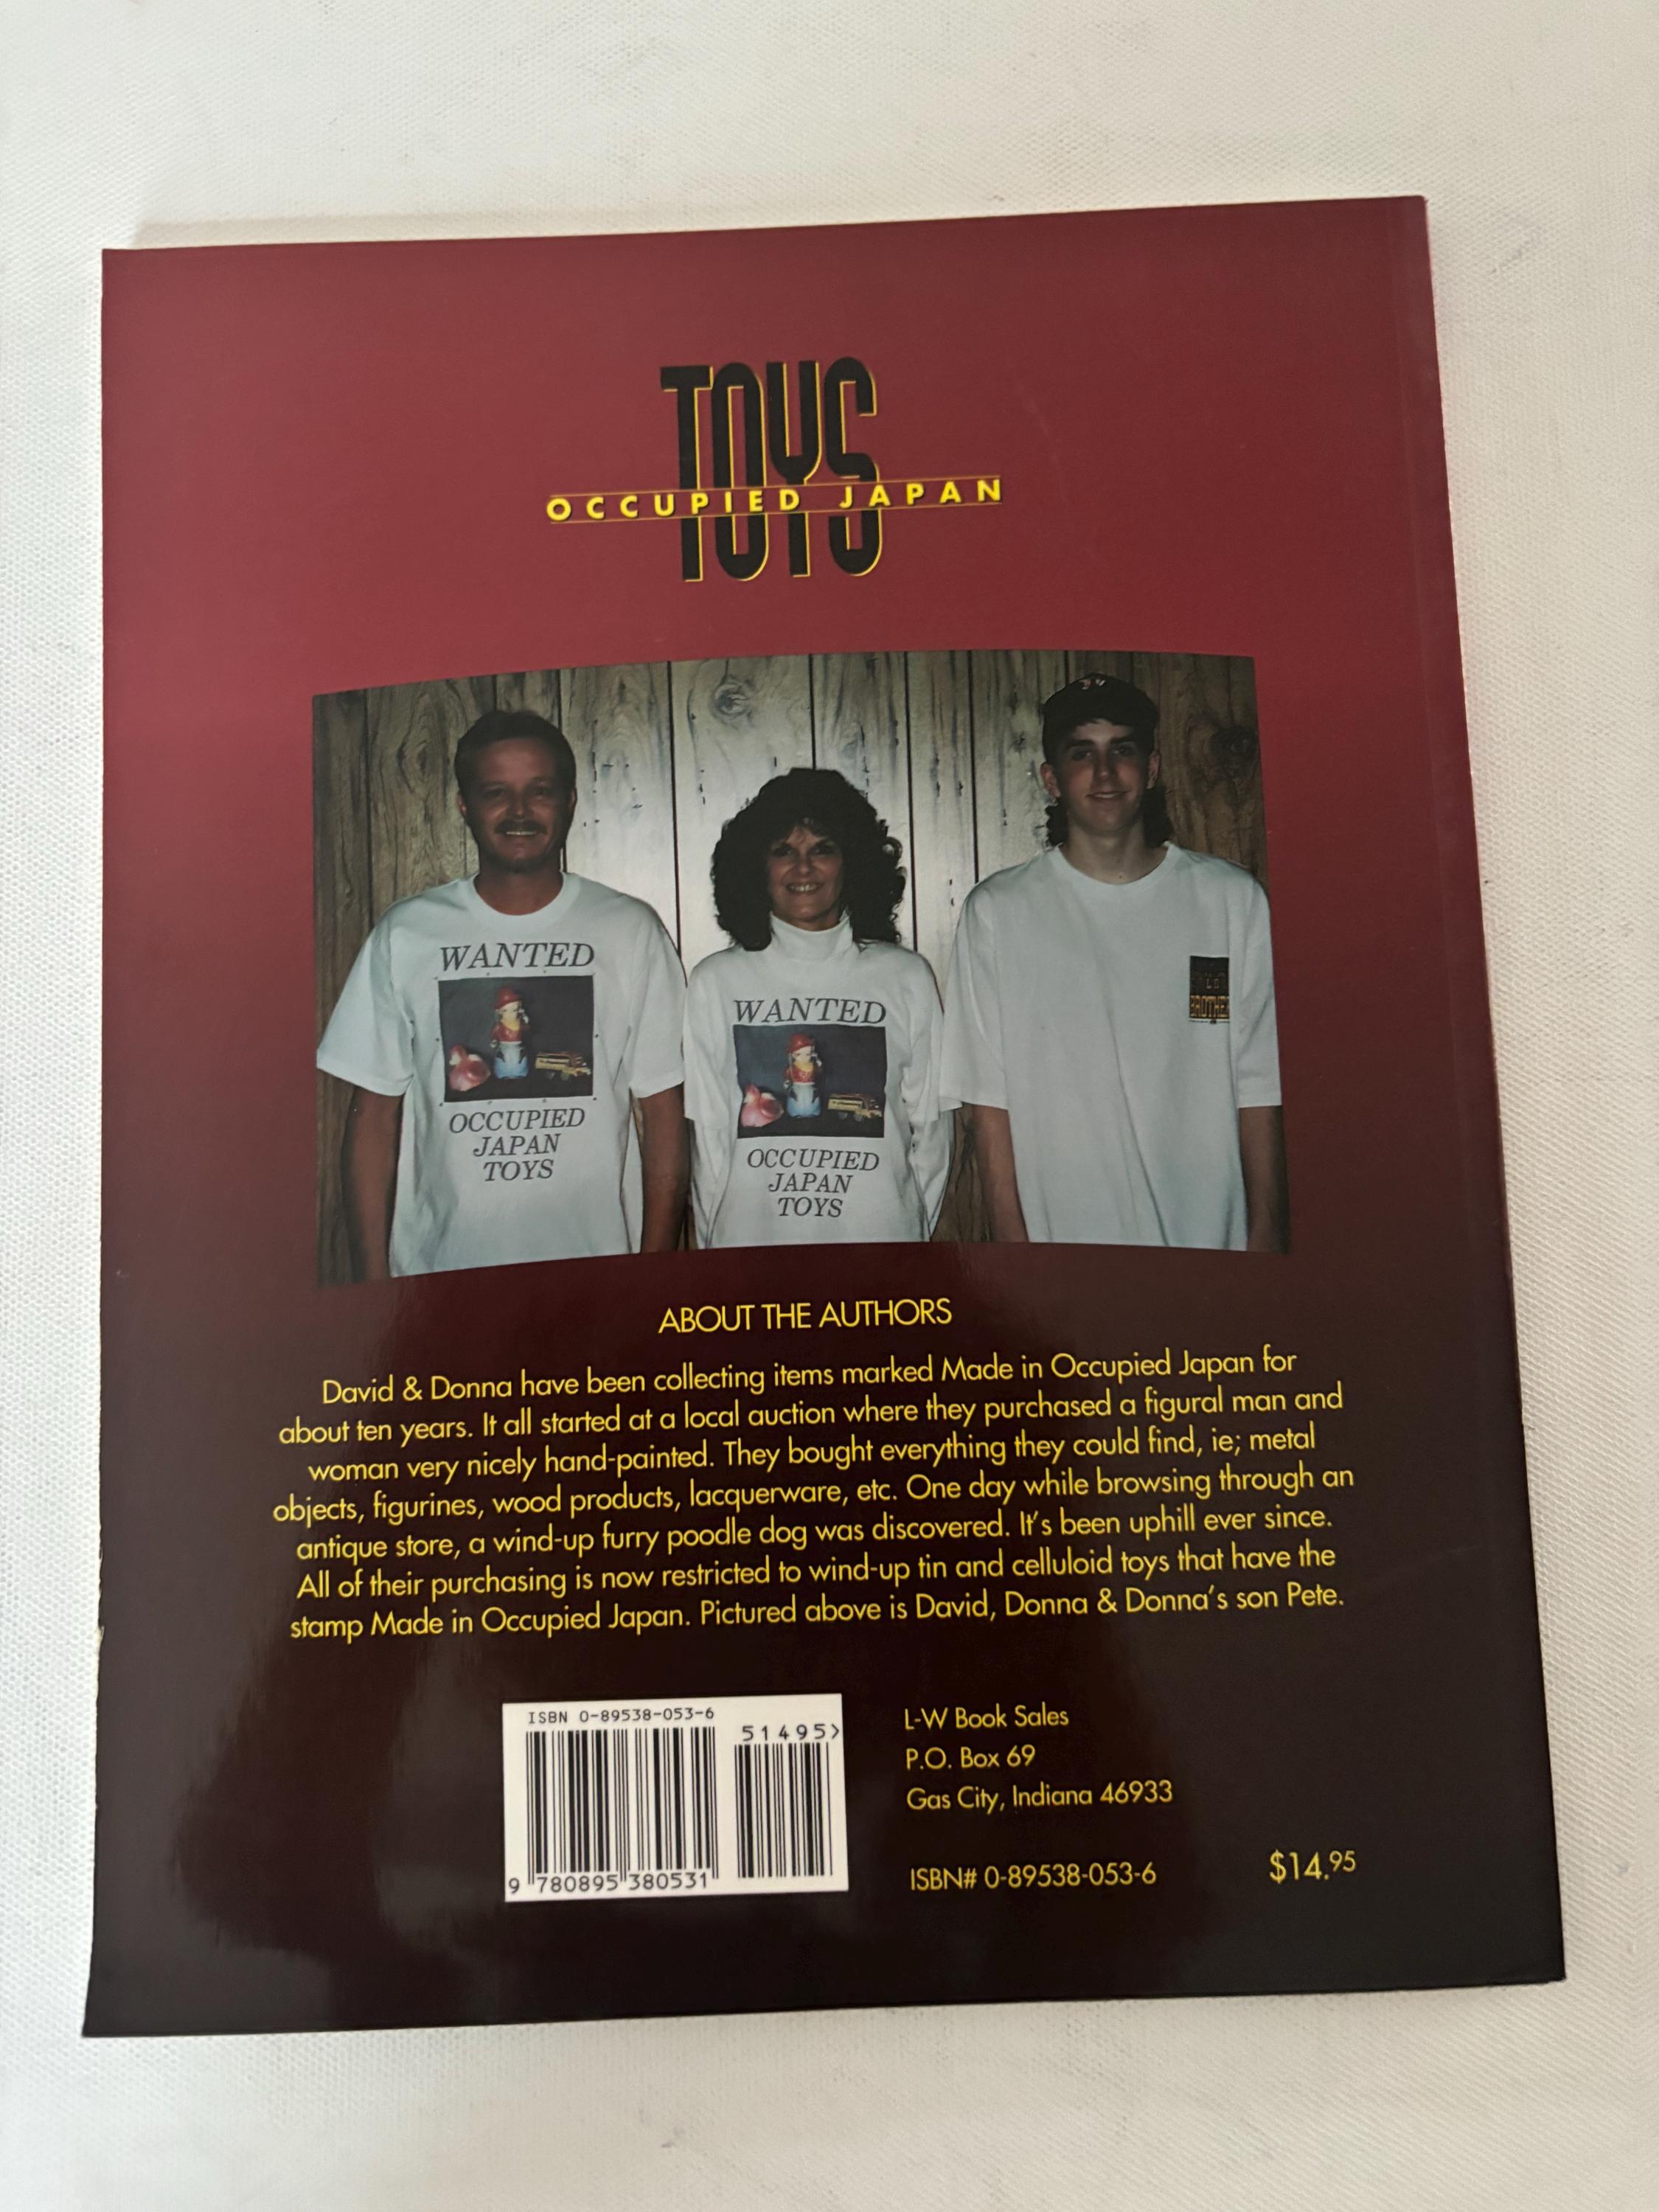 TOYS
OCCUPIED JAPAN
WANTED
OCCUPIED
JAPAN
TOYS
WANTED
OCCUPIED
JAPAN
TOYS
ABOUT THE AUTHORS
David & Donna have been collecting items marked Made in Occupied Japan for
about ten years. It all started at a local auction where they purchased a figural man and
woman very nicely hand-painted. They bought everything they could find, ie; metal
objects, figurines, wood products, lacquerware, etc. One day while browsing through an
antique store, a wind-up furry poodle dog was discovered. It's been uphill ever since.
All of their purchasing is now restricted to wind-up tin and celluloid toys that have the
stamp Made in Occupied Japan. Pictured above is David, Donna & Donna's son Pete.
ISBN 0-89538-053-6
51495>
9 780895 380531
L-W Book Sales
P.O. Box 69
Gas City, Indiana 46933
ISBN# 0-89538-053-6
$14.95